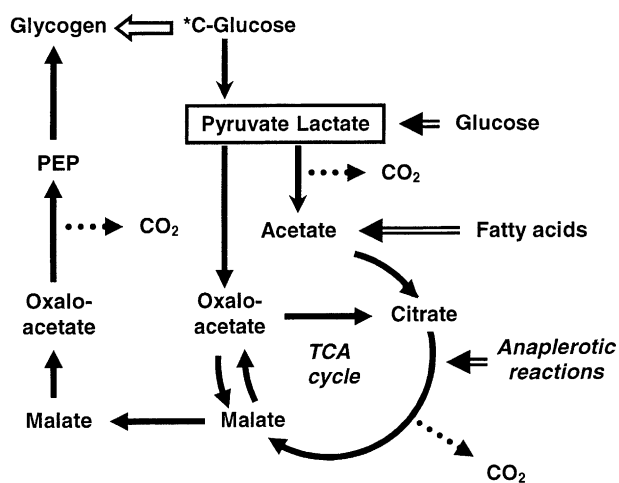 Glycogen
*C-Glucose
Pyruvate Lactate
Glucose
PEP
CO₂
CO₂
Acetate
Fatty acids
Oxalo-
acetate
Oxalo-
acetate
Citrate
TCA
cycle
Anaplerotic
reactions
Malate
Malate
CO₂